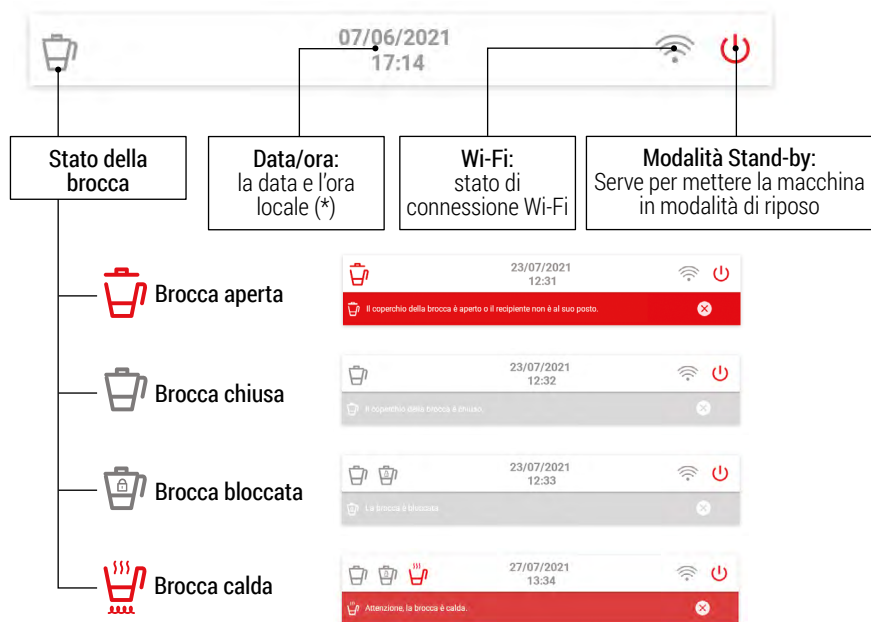 07/06/2021
17:14
Stato della
brocca
Data/ora:
la data e l'ora
locale (*)
Wi-Fi:
stato di
connessione Wi-Fi
Modalità Stand-by:
Serve per mettere la macchina
in modalità di riposo
Brocca aperta
23/07/2021
12:31
Il coperchio della brocca è aperto o il recipiente non è al suo posto.
Brocca chiusa
23/07/2021
12:32
Il coperchio della brocca è chiuso.
Brocca bloccata
23/07/2021
12:33
La brocca è bloccata
Brocca calda
27/07/2021
13:34
Attenzione, la brocca è calda.